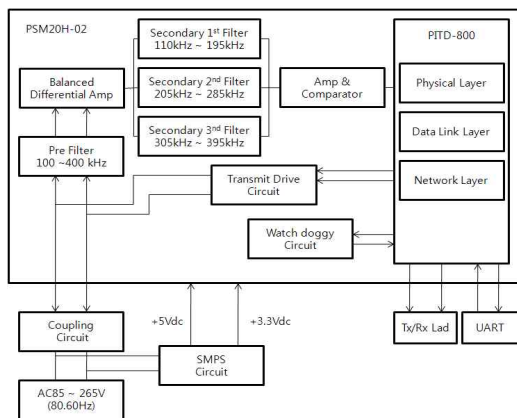 PSM20H-02
Secondary 1st Filter
110kHz ~ 195kHz
PITD-800
Balanced
Differential Amp
Secondary 2nd Filter
205kHz ~ 285kHz
Amp &
Comparator
Physical Layer
Pre Filter
100 ~400 kHz
Secondary 3nd Filter
305kHz ~ 395kHz
Data Link Layer
Transmit Drive
Circuit
Network Layer
Watch doggy
Circuit
Coupling
Circuit
+5Vdc
+3.3Vdc
Tx/Rx Lad
UART
SMPS
Circuit
AC85 ~ 265V
(80.60Hz)